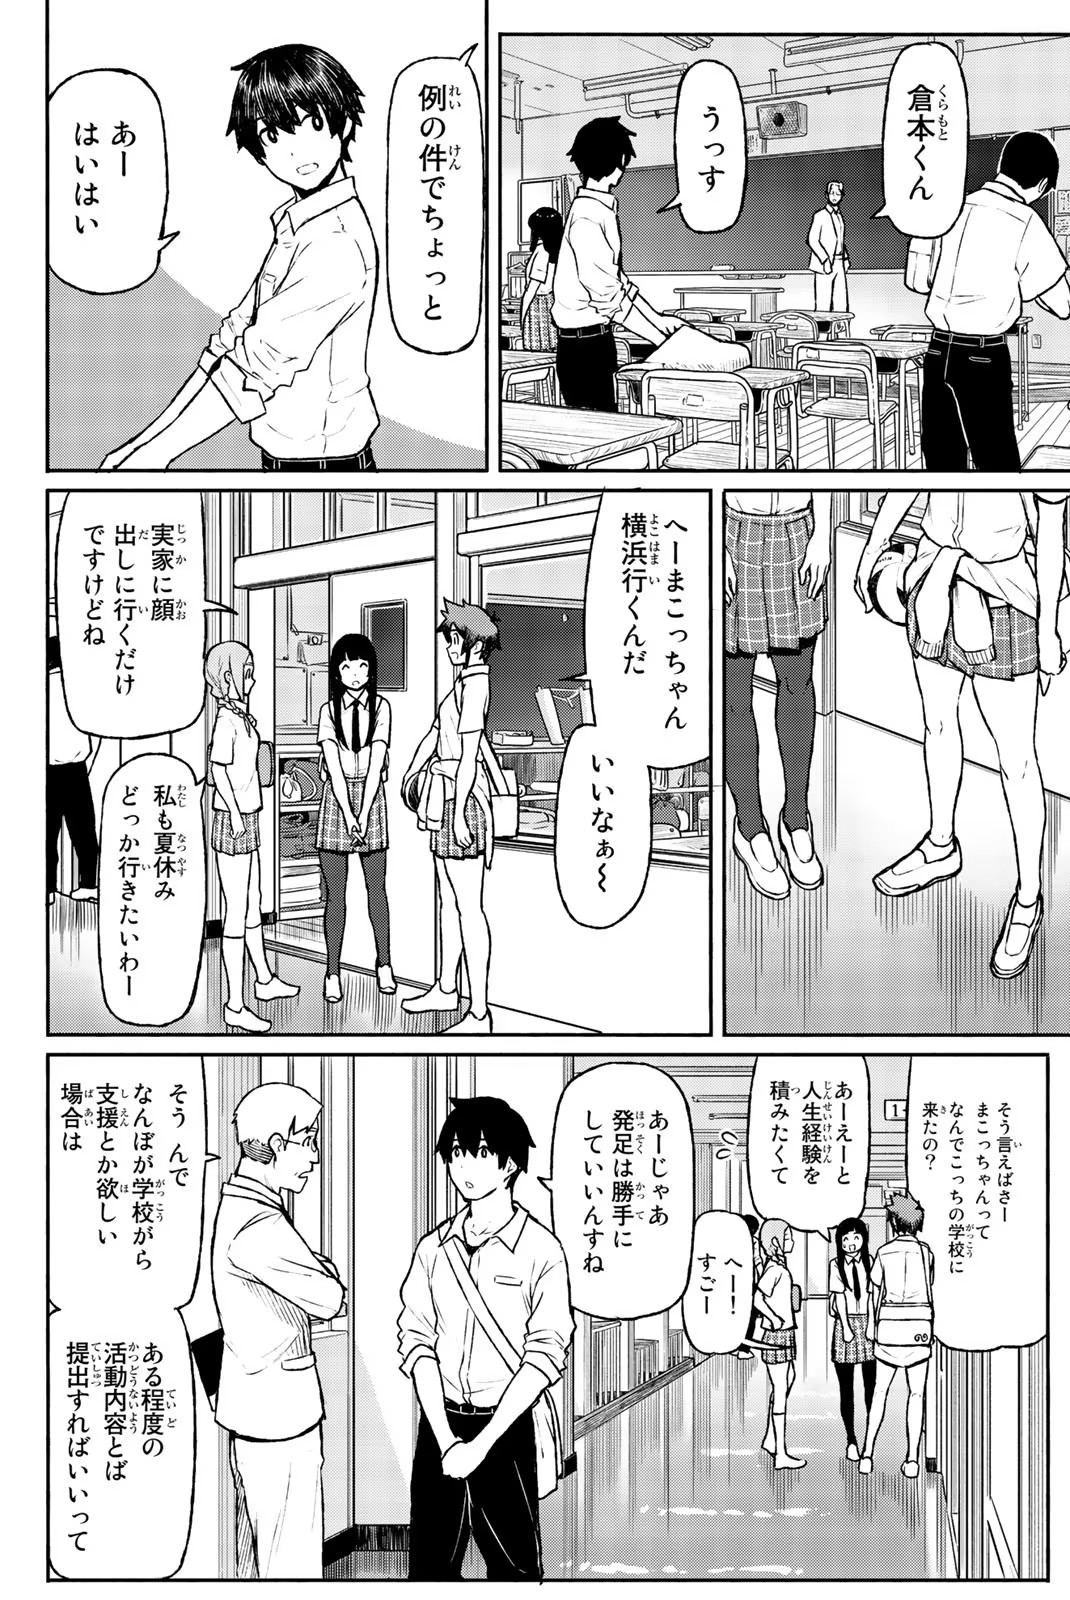 倉本くん
うっす
例の件でちょっと
あー
はいはい
へーまこっちゃん
横浜行くんだ
いいなぁ～
実家に顔
出しに行くだけ
ですけどね
私も夏休み
どっか行きたいわー
そう言えばさー
まこっちゃんって
なんでこっちの学校に
来たの？
あーえーと
人生経験を
積みたくて
へー！
すごー
あーじゃあ
発足は勝手に
していいんすね
そう んで
なんぼが学校がら
支援とか欲しい
場合は
ある程度の
活動内容とば
提出すればいいって